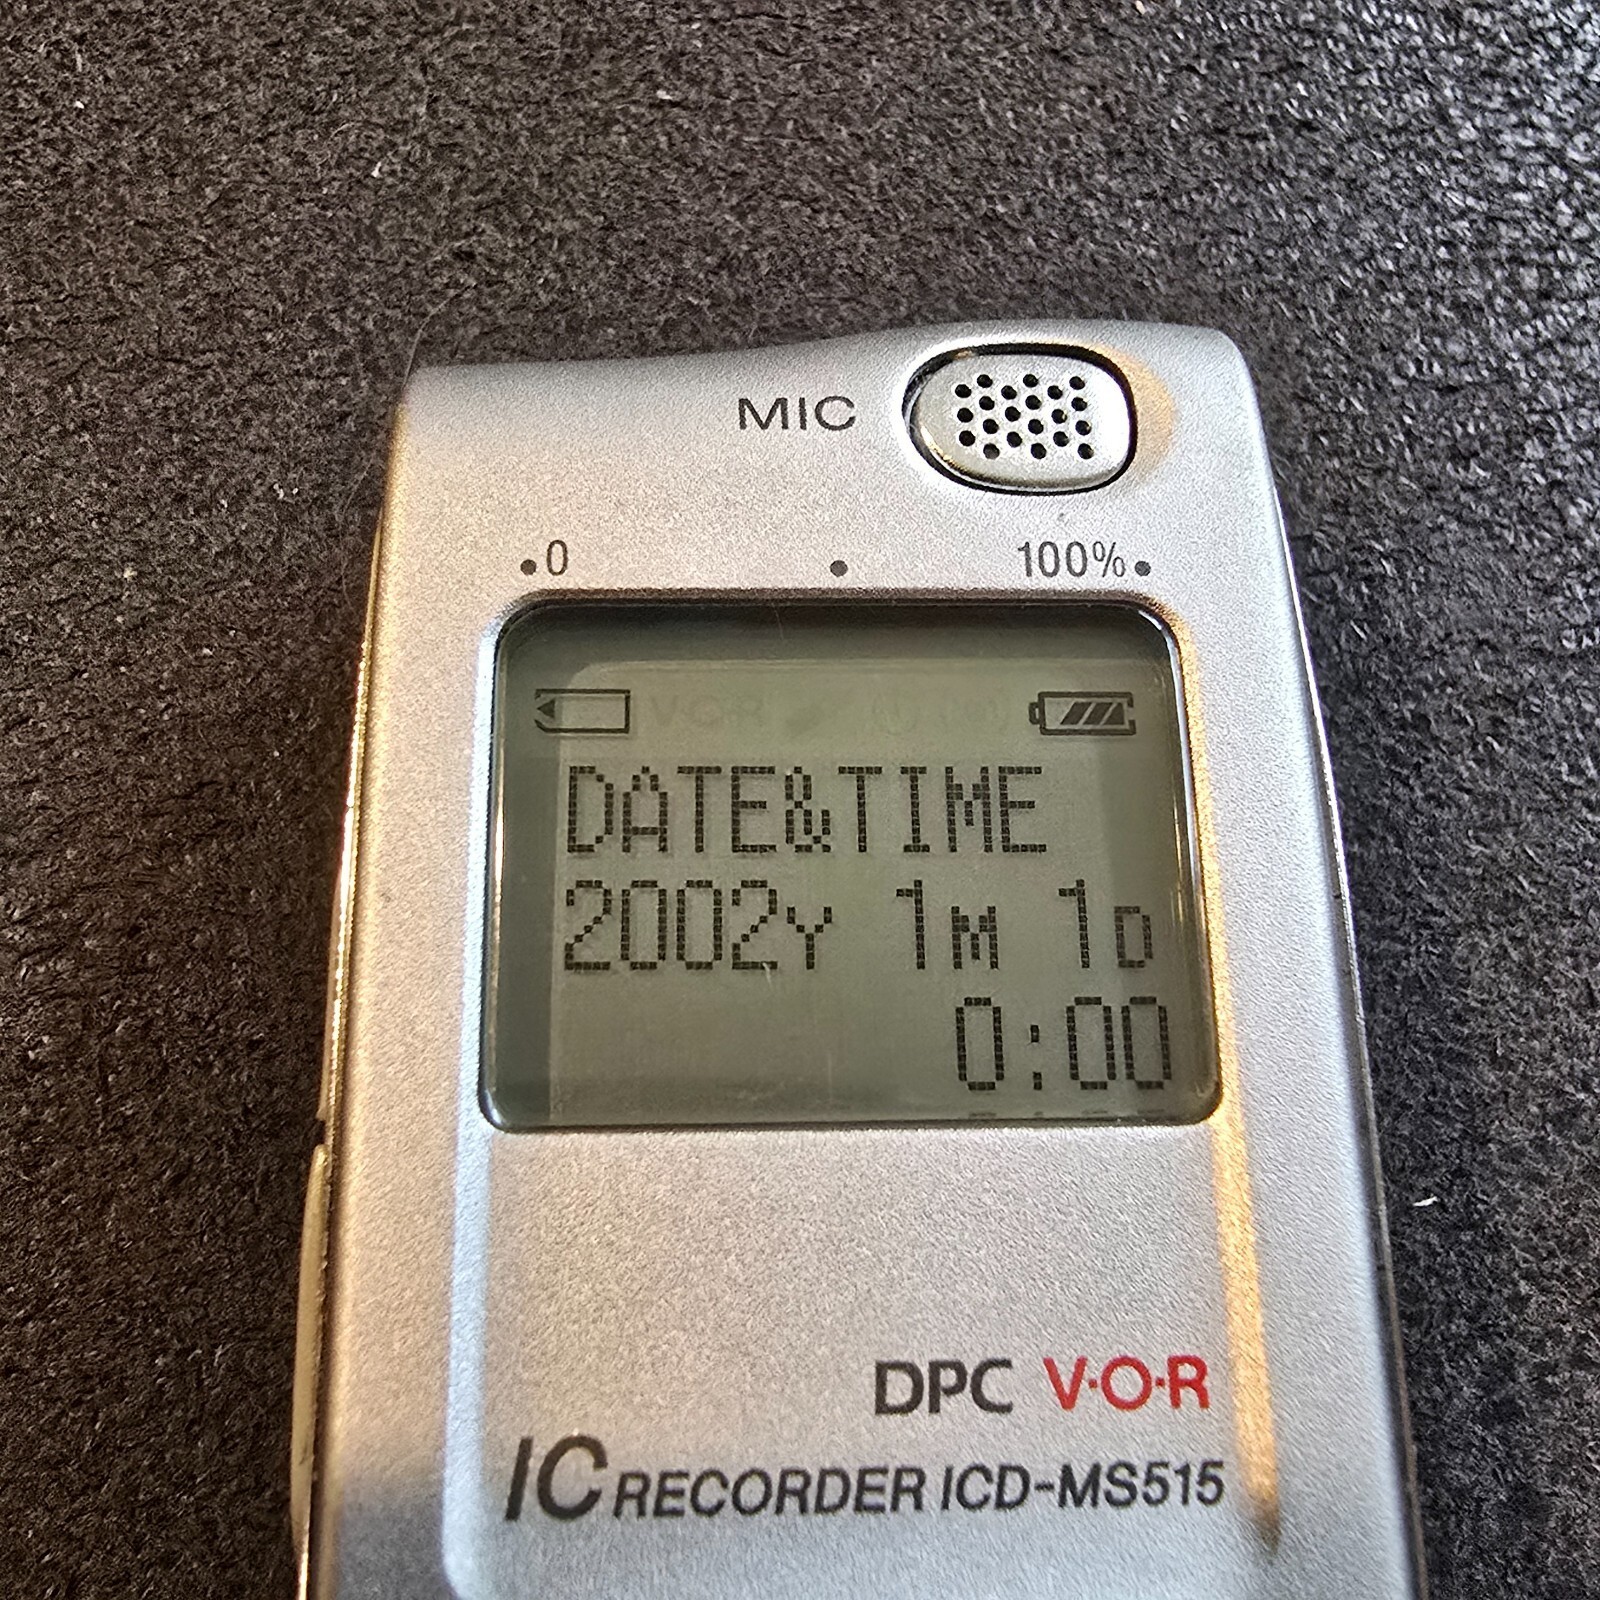 MIC
•0 • 100%•
DATE&TIME
2002Y 1M 1D
0:00
DPC V·O·R
IC RECORDER ICD-MS515